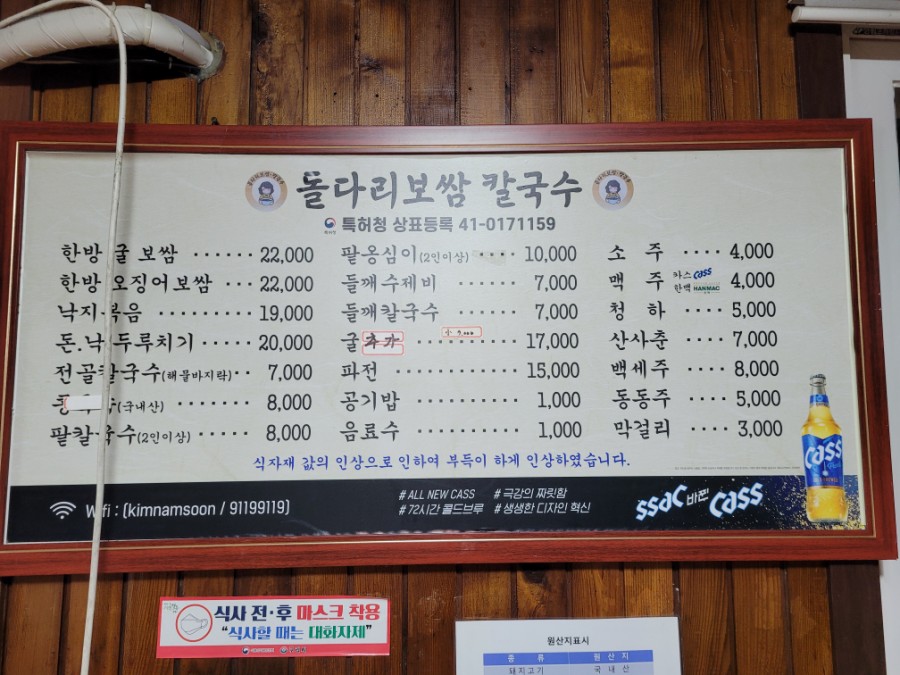 돌다리보쌈 칼국수
특허청 상표등록 41-0171159
한방 굴 보쌈 ······ 22,000
한방 오징어보쌈 ·· 22,000
낙지볶음 ········ 19,000
돈.낙 두루치기 ···· 20,000
전골칼국수(해물바지락)·· 7,000
(국내산) ····· 8,000
팥칼국수(2인이상) ····· 8,000
팥옹심이(2인이상) 10,000
들깨수제비 ···· 7,000
들깨칼국수 ···· 7,000
굴추가 ········ 小 9,000 17,000
파전 ········ 15,000
공기밥 ······ 1,000
음료수 ······ 1,000
소 주 ···· 4,000
맥 주 카스 Cass 한맥 HANMAC 4,000
청 하 ···· 5,000
산사춘 ···· 7,000
백세주 ···· 8,000
동동주 ···· 5,000
막걸리 ···· 3,000
식자재 값의 인상으로 인하여 부득이 하게 인상하였습니다.
Wifi : (kimnamsoon / 91199119)
# ALL NEW CASS # 극강의 짜릿함
# 72시간 콜드브루 # 생생한 디자인 혁신
ssac 바뀐 Cass
Cass
식사 전·후 마스크 착용
"식사할 때는 대화자제"
원산지표시
종 류 원 산 지
돼지고기 국 내 산